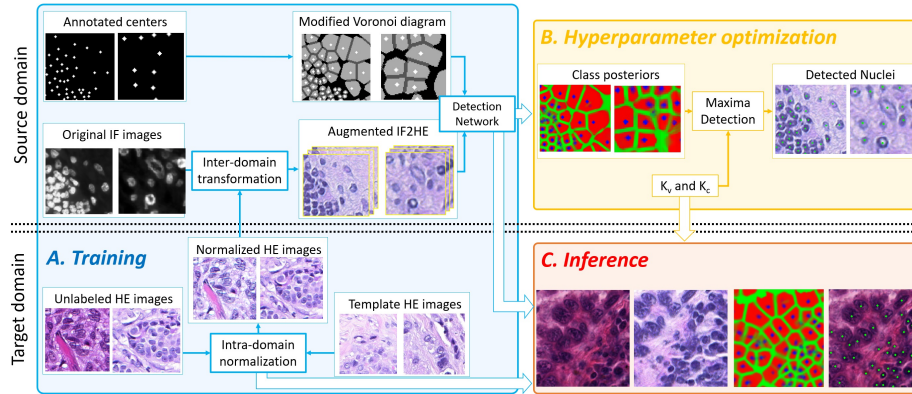 Source domain
Annotated centers
Modified Voronoi diagram
Original IF images
Inter-domain
transformation
Augmented IF2HE
Detection
Network
B. Hyperparameter optimization
Class posteriors
Maxima
Detection
Detected Nuclei
Kv and Kc
Target domain
A. Training
Normalized HE images
Unlabeled HE images
Intra-domain
normalization
Template HE images
C. Inference